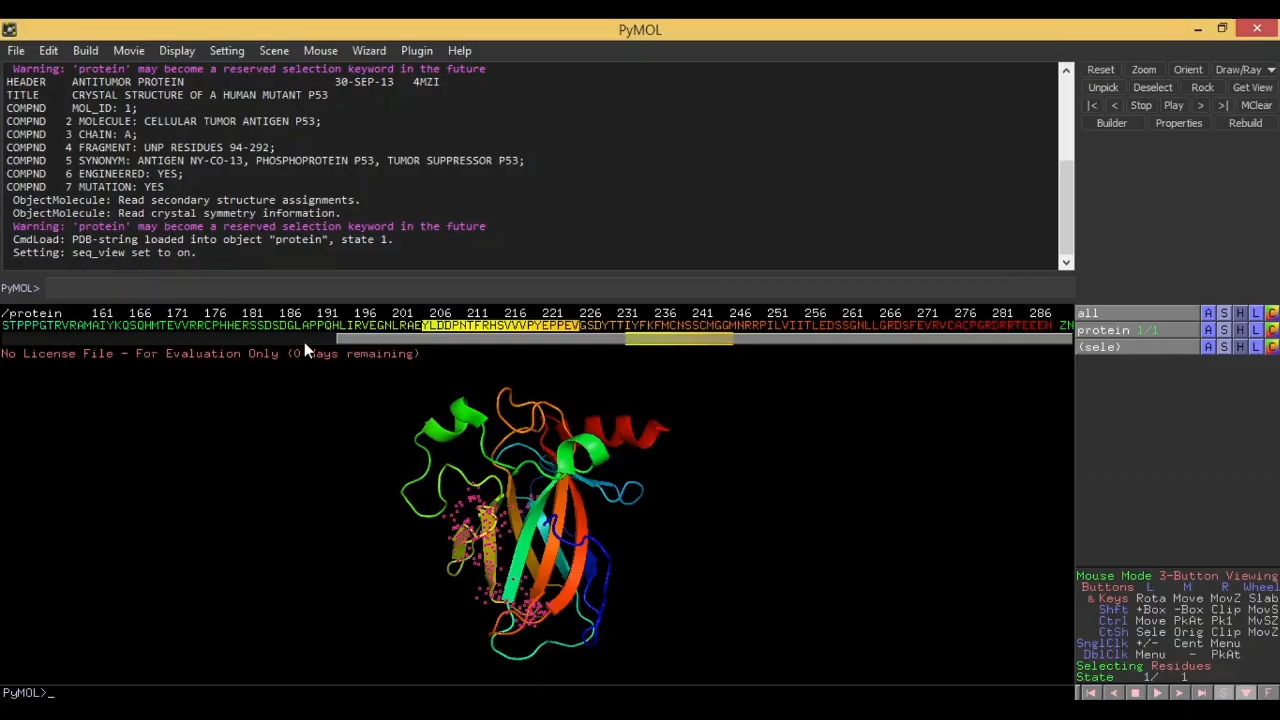 PyMOL
File Edit Build Movie Display Setting Scene Mouse Wizard Plugin Help
Warning: 'protein' may become a reserved selection keyword in the future
HEADER ANTITUMOR PROTEIN 30-SEP-13 4MZI
TITLE CRYSTAL STRUCTURE OF A HUMAN MUTANT P53
COMPND MOL_ID: 1;
COMPND 2 MOLECULE: CELLULAR TUMOR ANTIGEN P53;
COMPND 3 CHAIN: A;
COMPND 4 FRAGMENT: UNP RESIDUES 94-292;
COMPND 5 SYNONYM: ANTIGEN NY-CO-13, PHOSPHOPROTEIN P53, TUMOR SUPPRESSOR P53;
COMPND 6 ENGINEERED: YES;
COMPND 7 MUTATION: YES
ObjectMolecule: Read secondary structure assignments.
ObjectMolecule: Read crystal symmetry information.
Warning: 'protein' may become a reserved selection keyword in the future
CmdLoad: PDB-string loaded into object "protein", state 1.
Setting: seq_view set to on.
PyMOL>
Reset Zoom Orient Draw/Ray
Unpick Deselect Rock Get View
|< < Stop Play > >| MClear
Builder Properties Rebuild
/protein 161 166 171 176 181 186 191 196 201 206 211 216 221 226 231 236 241 246 251 256 261 266 271 276 281 286
STPPPGTRVRAMAIYKQSQHMTEVVRRCPHHERSSDSDGLAPPQHLIRVEGNLRAEYLDDPNTFRHSVVVPYEPPEVGSDYTTIYFKFMCNSSCMGGMNRRPILVIITLEDSSGNLLGRDSFEVRVCACPGRDRRTEEEN ZN
No License File - For Evaluation Only (0 days remaining)
all A S H L C
protein 1/1 A S H L C
(sele) A S H L C
Mouse Mode 3-Button Viewing
Buttons L M R Wheel
& Keys Rota Move MovZ Slab
Shft +Box -Box Clip MovS
Ctrl Move PkAt Pk1 MvSZ
CtSh Sele Orig Clip MovZ
SnglClk +/- Cent Menu
DblClk Menu - PkAt
Selecting Residues
State 1/ 1
S F
PyMOL>_